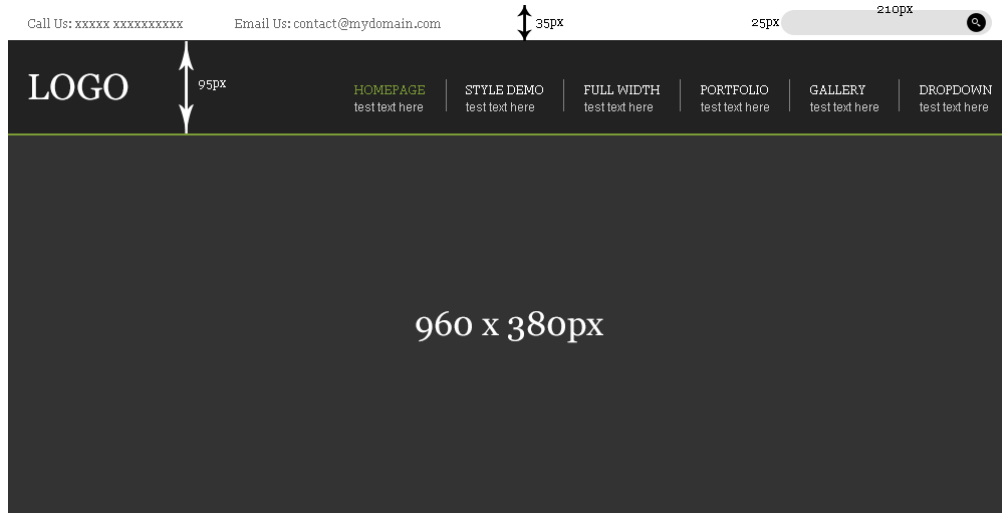 Call Us: xxxxx xxxxxxxxxx Email Us: contact@mydomain.com 35px 25px 210px
LOGO 95px
HOMEPAGE STYLE DEMO FULL WIDTH PORTFOLIO GALLERY DROPDOWN
test text here test text here test text here test text here test text here test text here
960 x 380px